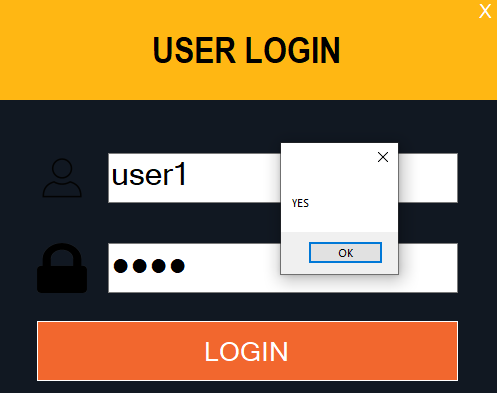 X
USER LOGIN
user1
YES
OK
●●●●
LOGIN